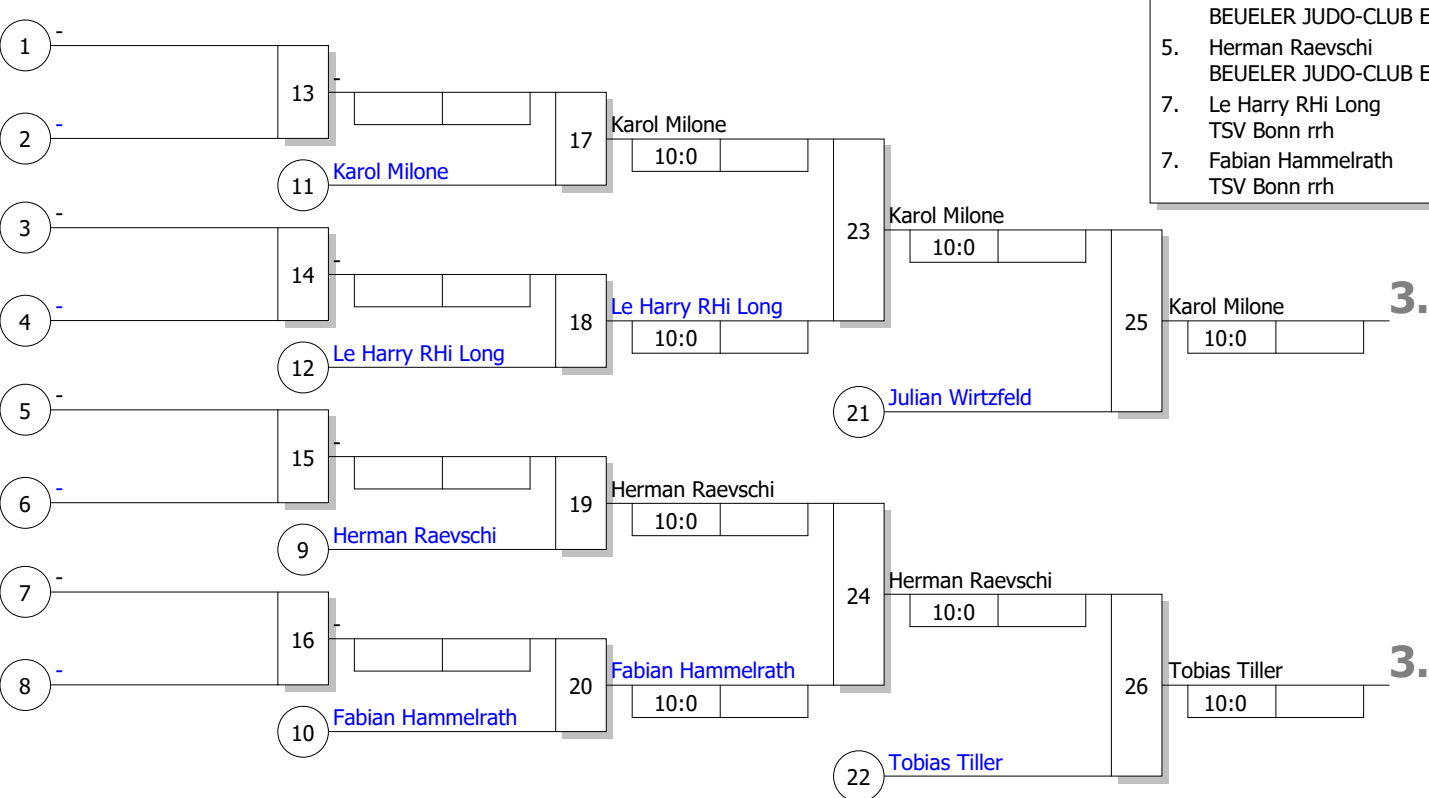 BEUELER JUDO-CLUB E
5. Herman Raevschi
BEUELER JUDO-CLUB E
7. Le Harry RHi Long
TSV Bonn rrh
7. Fabian Hammelrath
TSV Bonn rrh
1 -
13 -
2 -
17 Karol Milone
10:0
11 Karol Milone
3 -
23 Karol Milone
10:0
14 -
4 -
18 Le Harry RHi Long
10:0
12 Le Harry RHi Long
25 Karol Milone 3.
10:0
5 -
21 Julian Wirtzfeld
15 -
6 -
19 Herman Raevschi
10:0
9 Herman Raevschi
7 -
24 Herman Raevschi
10:0
16 -
8 -
20 Fabian Hammelrath
10:0
10 Fabian Hammelrath
26 Tobias Tiller 3.
10:0
22 Tobias Tiller